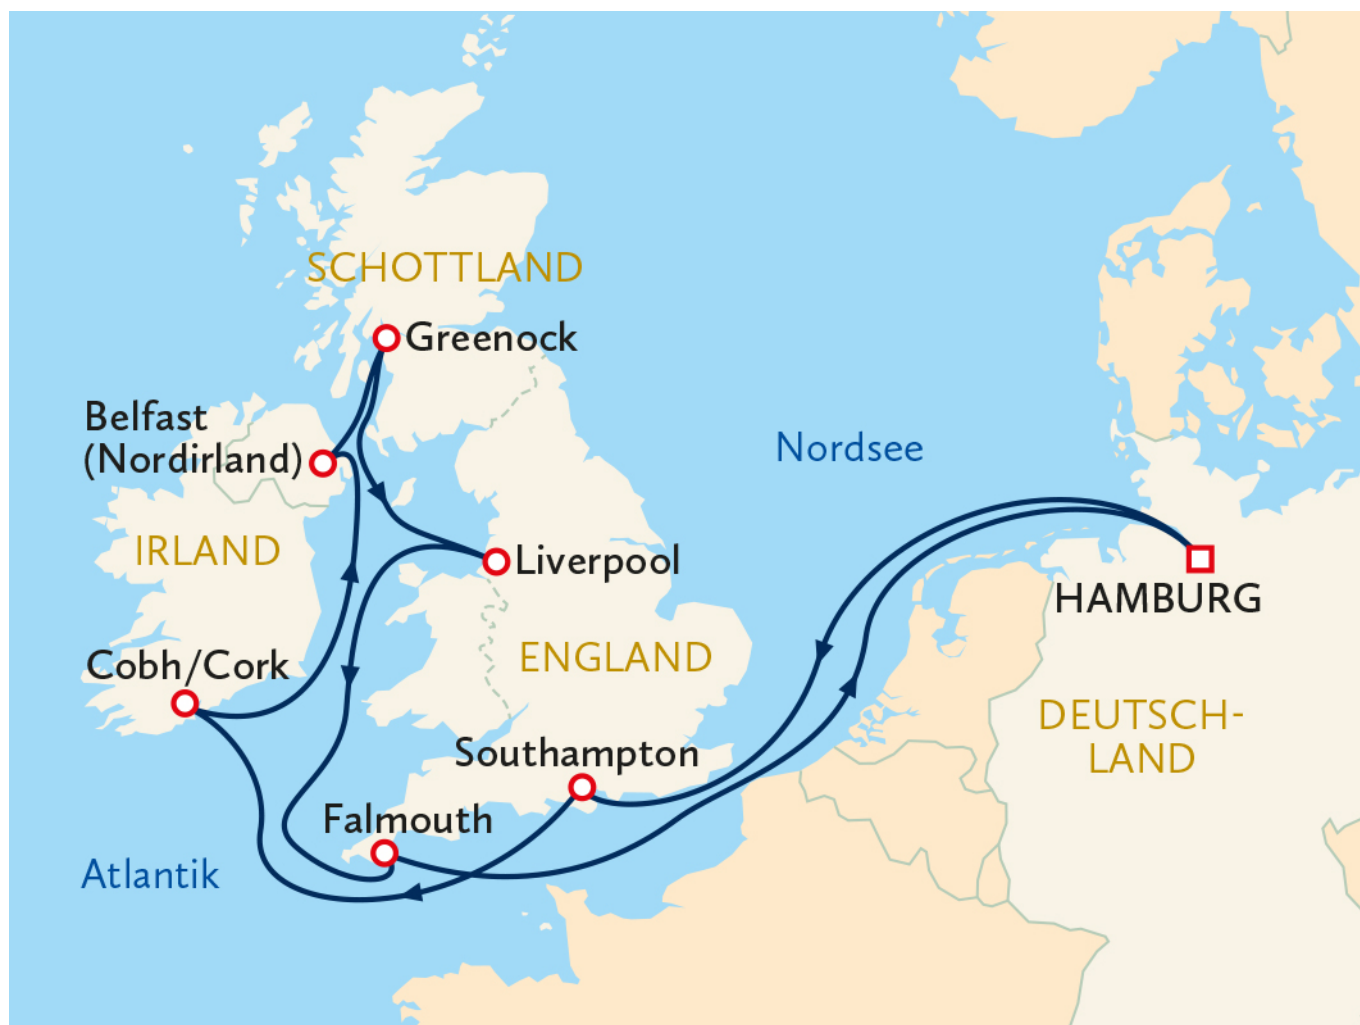 SCHOTTLAND
Greenock
Belfast
(Nordirland)
Nordsee
IRLAND
Liverpool
HAMBURG
ENGLAND
Cobh/Cork
DEUTSCH-
LAND
Southampton
Falmouth
Atlantik